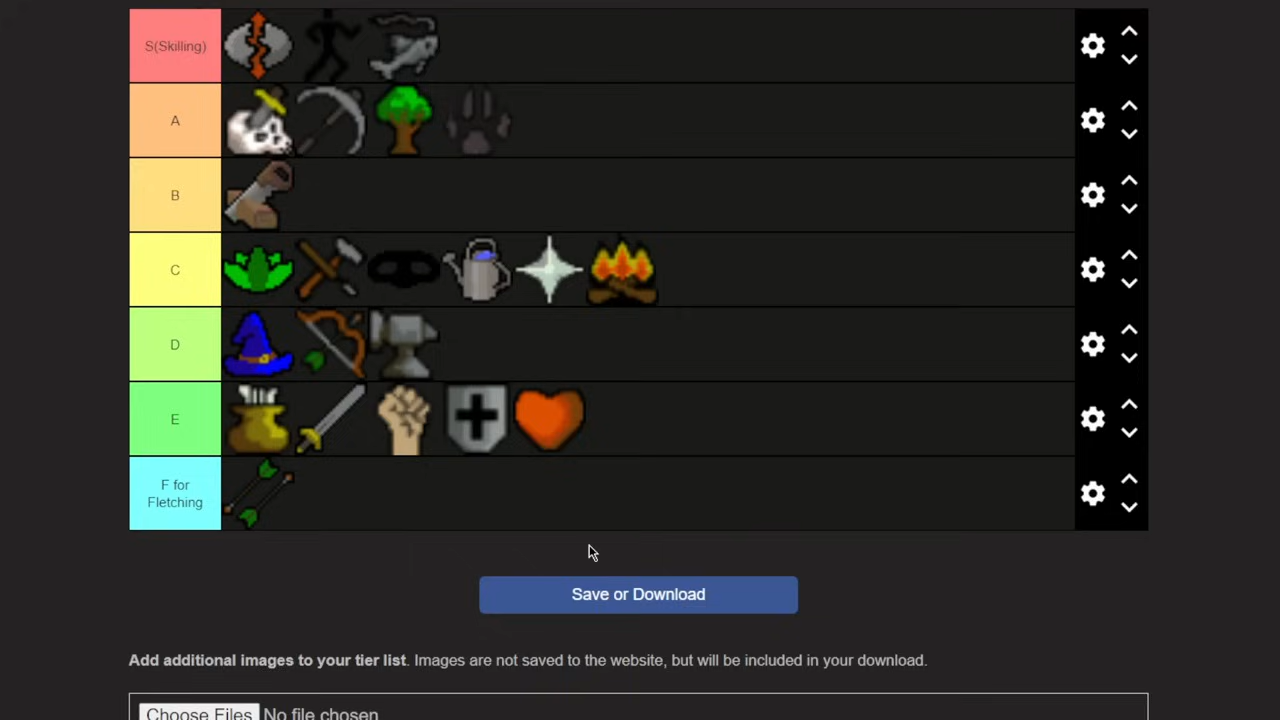 S(Skilling)
A
B
C
D
E
F for
Fletching
Save or Download
Add additional images to your tier list. Images are not saved to the website, but will be included in your download.
Choose Files No file chosen